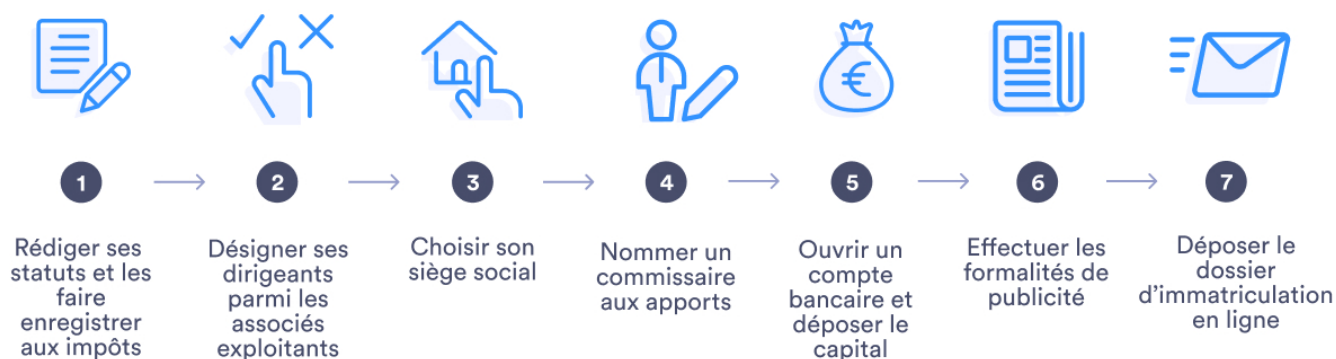 1
2
3
4
5
6
7
Rédiger ses
statuts et les
faire
enregistrer
aux impôts
Désigner ses
dirigeants
parmi les
associés
exploitants
Choisir son
siège social
Nommer un
commissaire
aux apports
Ouvrir un
compte
bancaire et
déposer le
capital
Effectuer les
formalités de
publicité
Déposer le
dossier
d'immatriculation
en ligne